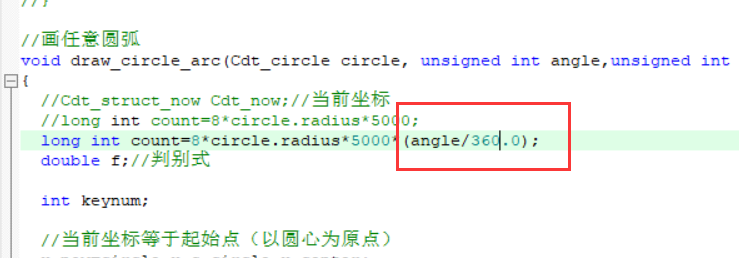 //}
//画任意圆弧
void draw_circle_arc(Cdt_circle circle, unsigned int angle,unsigned int
{
//Cdt_struct_now Cdt_now;//当前坐标
//long int count=8*circle.radius*5000;
long int count=8*circle.radius*5000*(angle/360.0);
double f;//判别式
int keynum;
//当前坐标等于起始点（以圆心为原点）